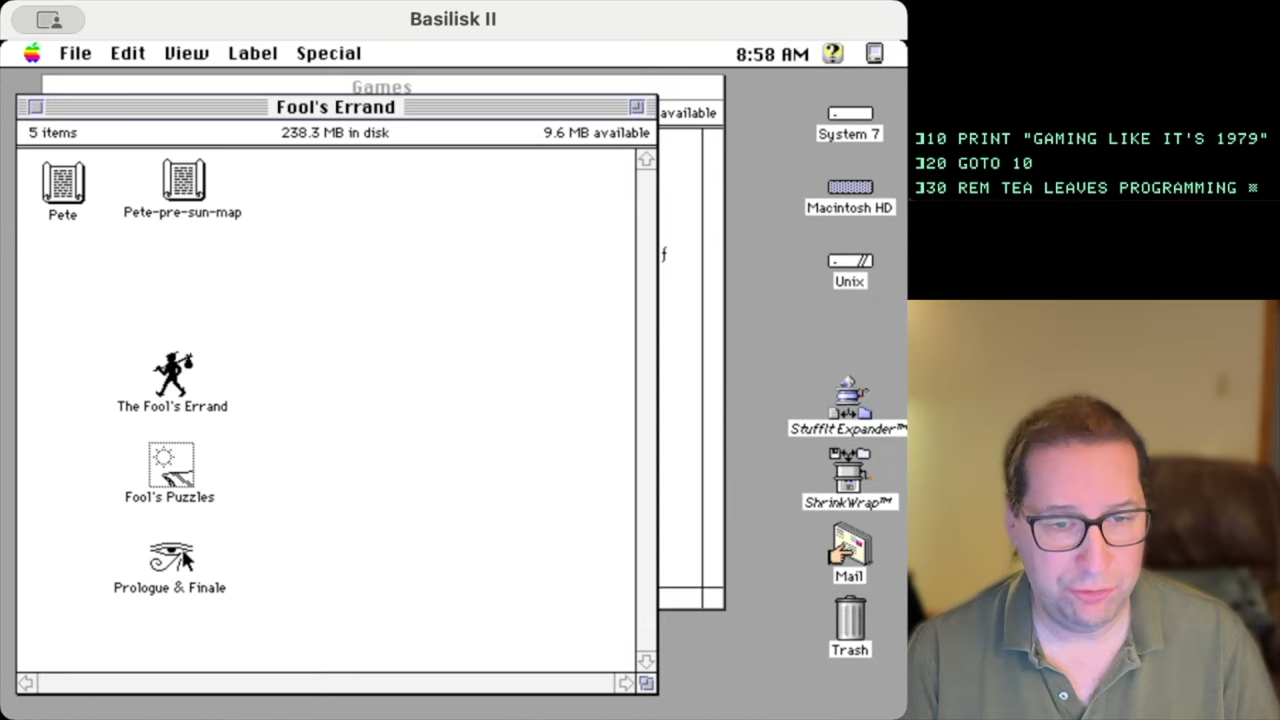 Basilisk II
File Edit View Label Special
8:58 AM
Games
Fool's Errand
available
5 items
238.3 MB in disk
9.6 MB available
Pete
Pete-pre-sun-map
The Fool's Errand
Fool's Puzzles
Prologue & Finale
f
System 7
Macintosh HD
Unix
StuffIt Expander™
ShrinkWrap™
Mail
Trash
]10 PRINT "GAMING LIKE IT'S 1979"
]20 GOTO 10
]30 REM TEA LEAVES PROGRAMMING